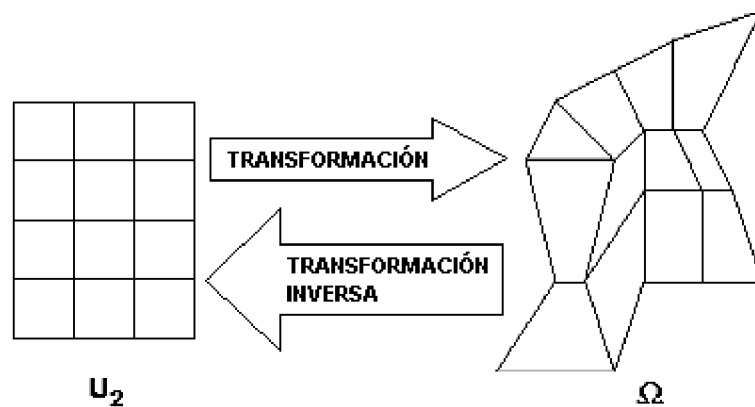 TRANSFORMACIÓN
TRANSFORMACIÓN
INVERSA
U₂
Ω